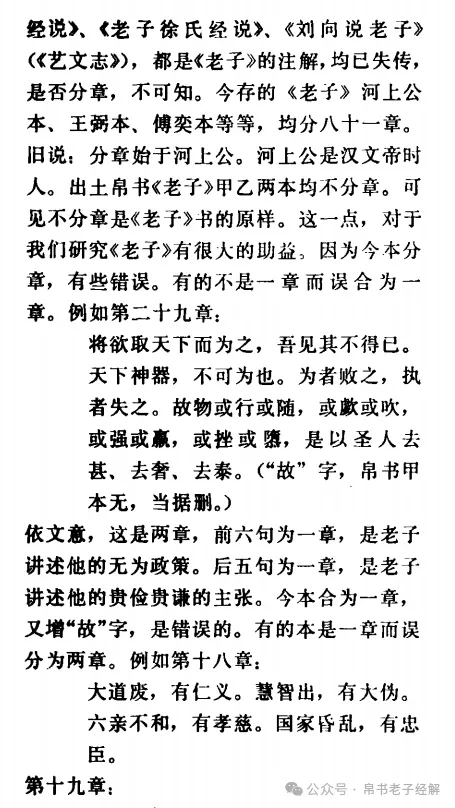 经说》、《老子徐氏经说》、《刘向说老子》
(《艺文志》)，都是《老子》的注解，均已失传，
是否分章，不可知。今存的《老子》河上公
本、王弼本、傅奕本等等，均分八十一章。
旧说：分章始于河上公。河上公是汉文帝时
人。出土帛书《老子》甲乙两本均不分章。可
见不分章是《老子》书的原样。这一点，对于
我们研究《老子》有很大的助益。因为今本分
章，有些错误。有的不是一章而误合为一
章。例如第二十九章：
将欲取天下而为之，吾见其不得已。
天下神器，不可为也。为者败之，执
者失之。故物或行或随，或歔或吹，
或强或羸，或挫或隳，是以圣人去
甚、去奢、去泰。(“故”字，帛书甲
本无，当据删。)
依文意，这是两章，前六句为一章，是老子
讲述他的无为政策。后五句为一章，是老子
讲述他的贵俭贵谦的主张。今本合为一章，
又增“故”字，是错误的。有的本是一章而误
分为两章。例如第十八章：
大道废，有仁义。慧智出，有大伪。
六亲不和，有孝慈。国家昏乱，有忠
臣。
第十九章：
公众号 · 帛书老子经解